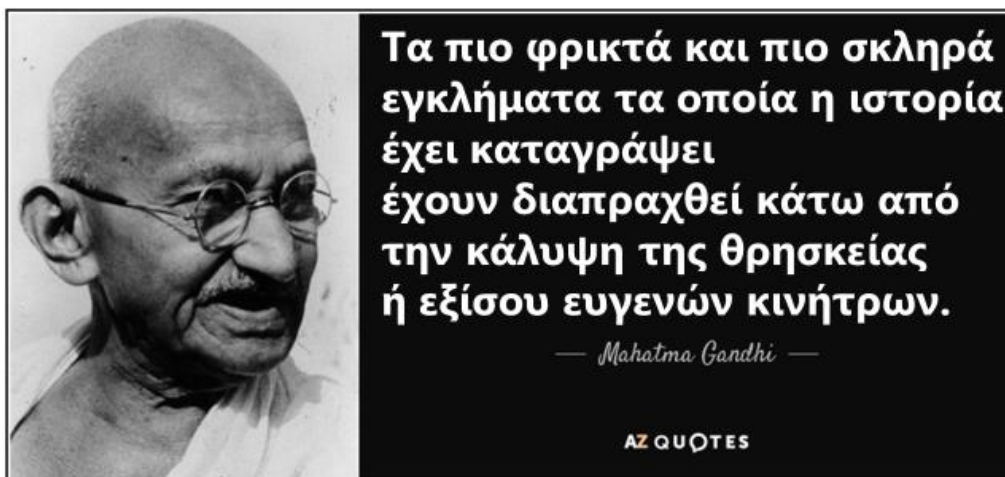 Τα πιο φρικτά και πιο σκληρά
εγκλήματα τα οποία η ιστορία
έχει καταγράψει
έχουν διαπραχθεί κάτω από
την κάλυψη της θρησκείας
ή εξίσου ευγενών κινήτρων.
— Mahatma Gandhi —
AZ QUOTES